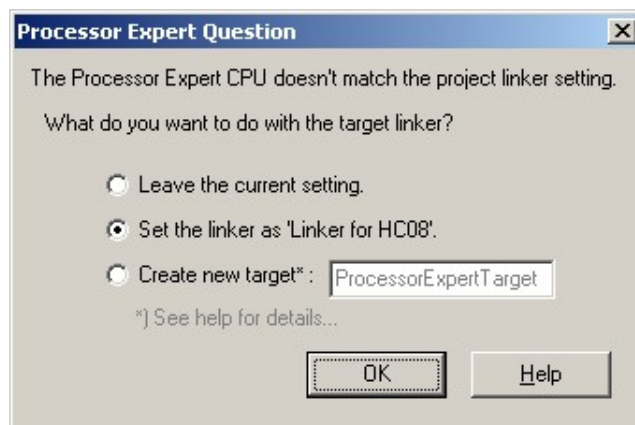 Processor Expert Question
The Processor Expert CPU doesn't match the project linker setting.
What do you want to do with the target linker?
Leave the current setting.
Set the linker as 'Linker for HC08'.
Create new target* : ProcessorExpertTarget
*) See help for details...
OK Help